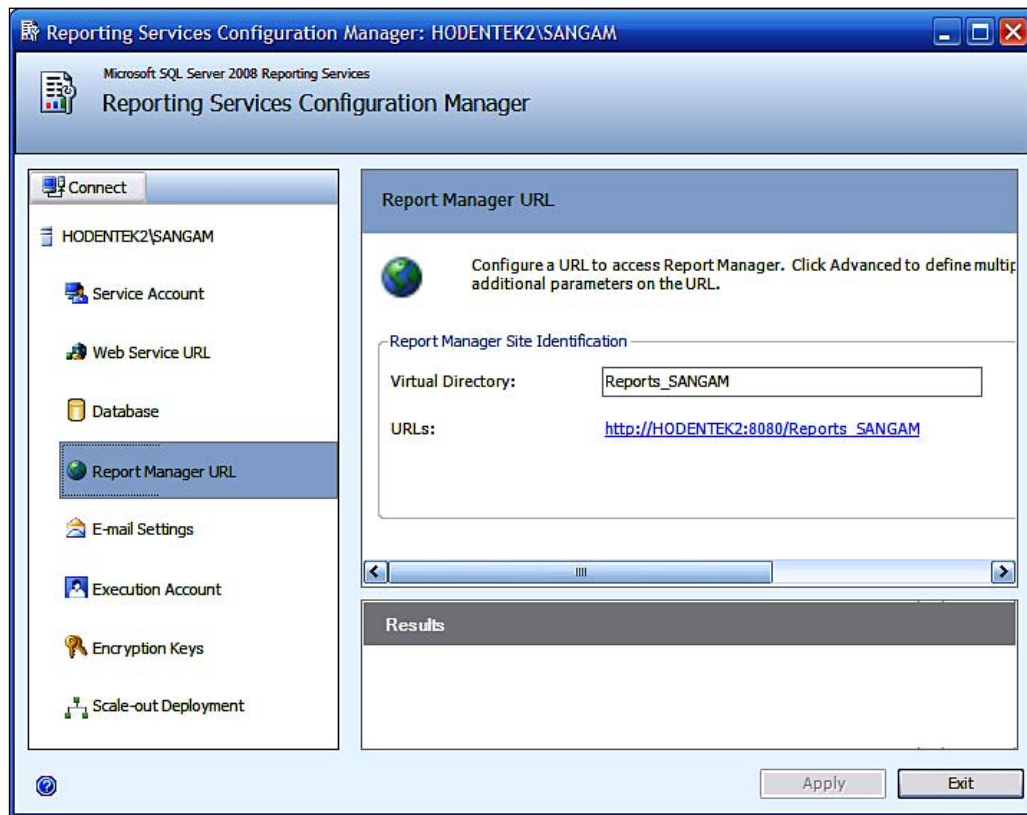 Reporting Services Configuration Manager: HODENTEK2\SANGAM
Microsoft SQL Server 2008 Reporting Services
Reporting Services Configuration Manager
Connect
HODENTEK2\SANGAM
Service Account
Web Service URL
Database
Report Manager URL
E-mail Settings
Execution Account
Encryption Keys
Scale-out Deployment
Report Manager URL
Configure a URL to access Report Manager. Click Advanced to define multip
additional parameters on the URL.
Report Manager Site Identification
Virtual Directory: Reports_SANGAM
URLs: http://HODENTEK2:8080/Reports_SANGAM
Results
Apply Exit